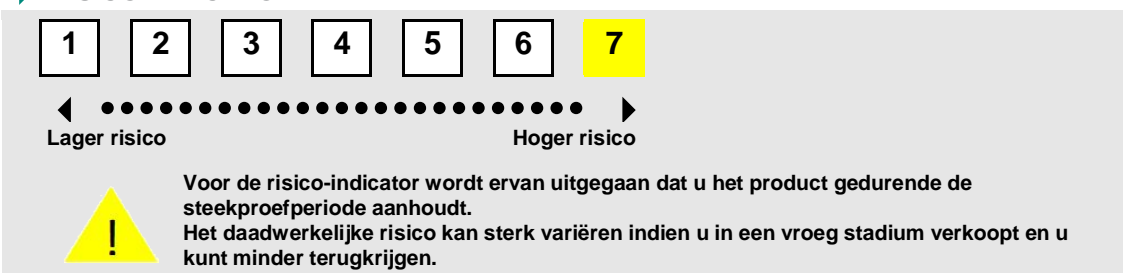 1 2 3 4 5 6 7
Lager risico Hoger risico
Voor de risico-indicator wordt ervan uitgegaan dat u het product gedurende de
steekproefperiode aanhoudt.
!
Het daadwerkelijke risico kan sterk variëren indien u in een vroeg stadium verkoopt en u
kunt minder terugkrijgen.